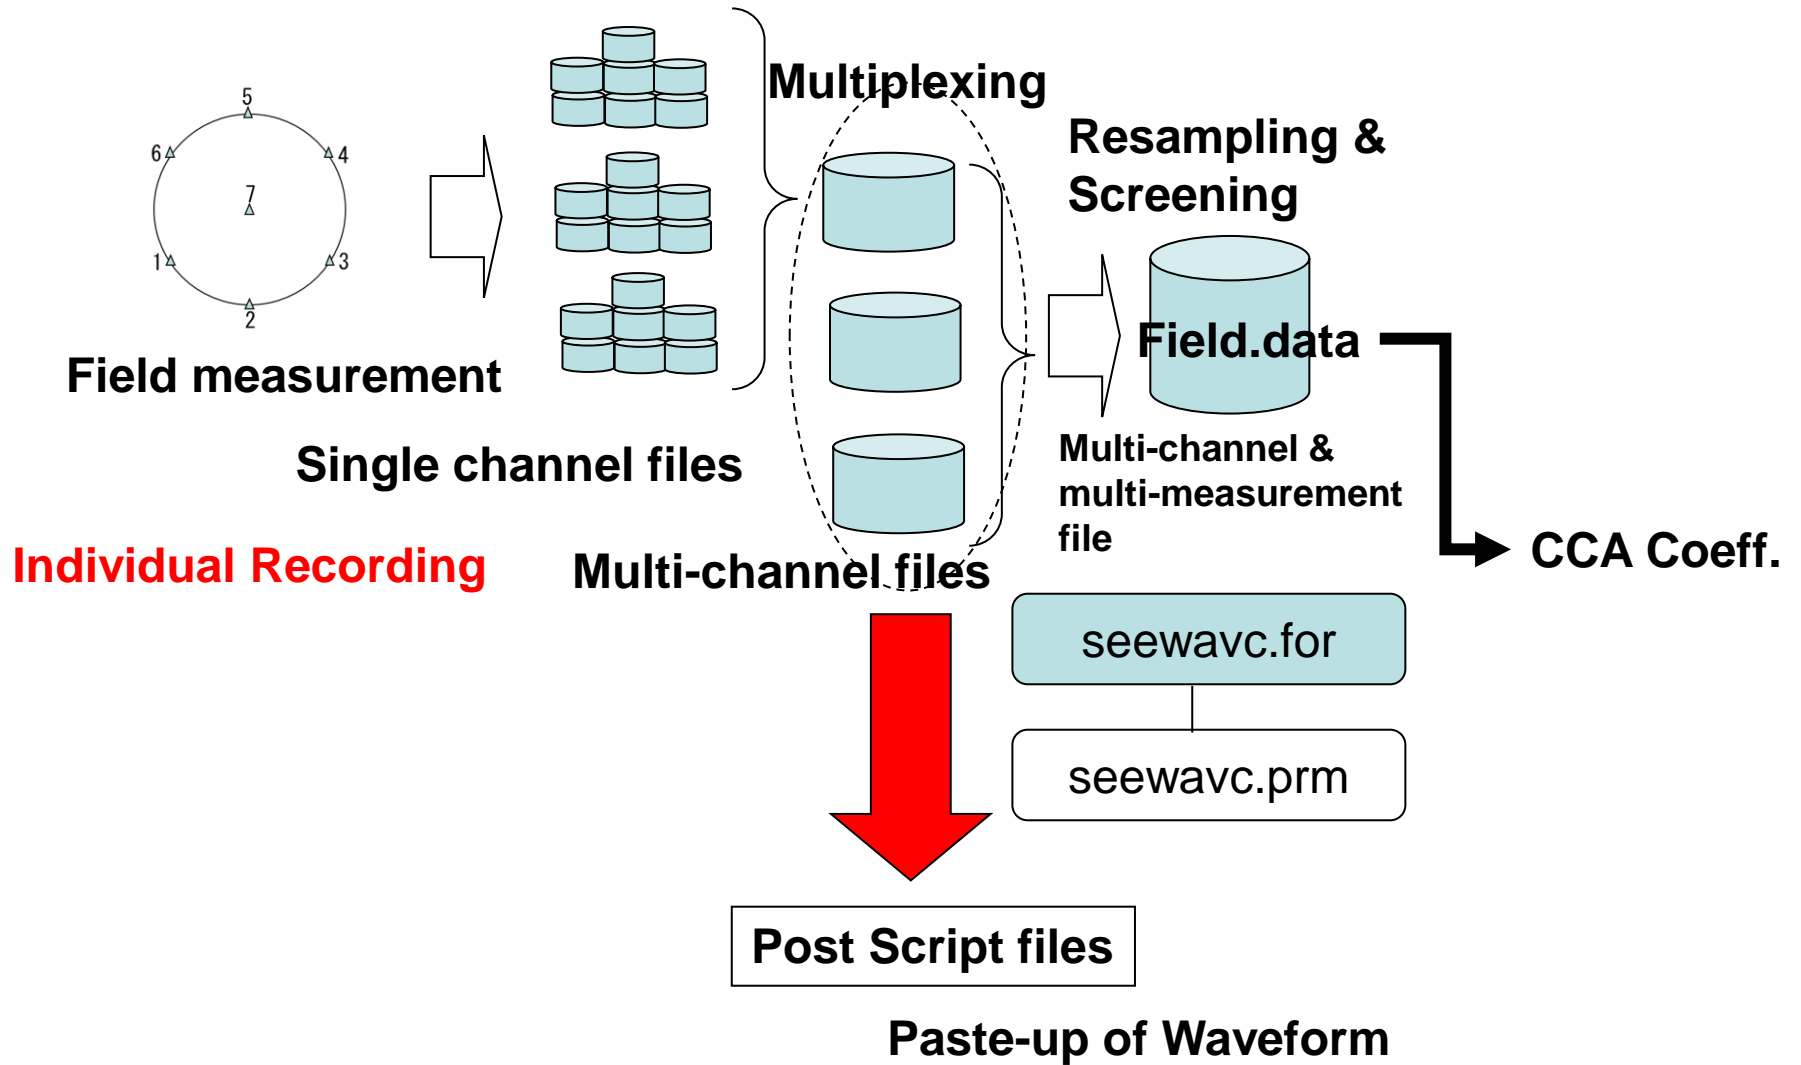 Multiplexing
5
6
4
7
1
3
2
Resampling &
Screening
Field.data
Field measurement
Single channel files
Multi-channel &
multi-measurement
file
Individual Recording
Multi-channel files
CCA Coeff.
seewavc.for
seewavc.prm
Post Script files
Paste-up of Waveform